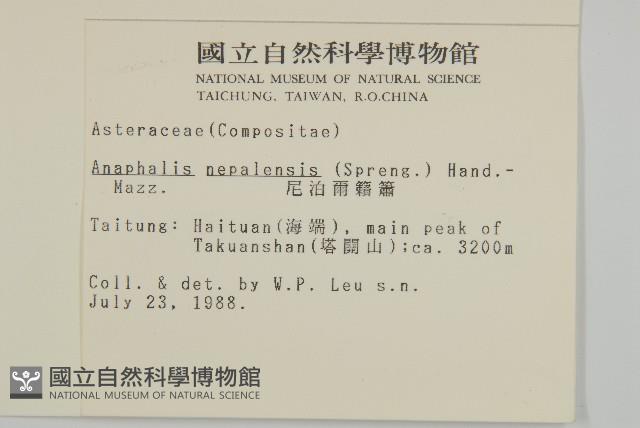 國立自然科學博物館
NATIONAL MUSEUM OF NATURAL SCIENCE
TAICHUNG, TAIWAN, R.O.CHINA
Asteraceae(Compositae)
Anaphalis nepalensis (Spreng.) Hand.-
Mazz. 尼泊爾籟簫
Taitung: Haituan(海端), main peak of
Takuanshan(塔關山);ca. 3200m
Coll. & det. by W.P. Leu s.n.
July 23, 1988.
國立自然科學博物館
NATIONAL MUSEUM OF NATURAL SCIENCE